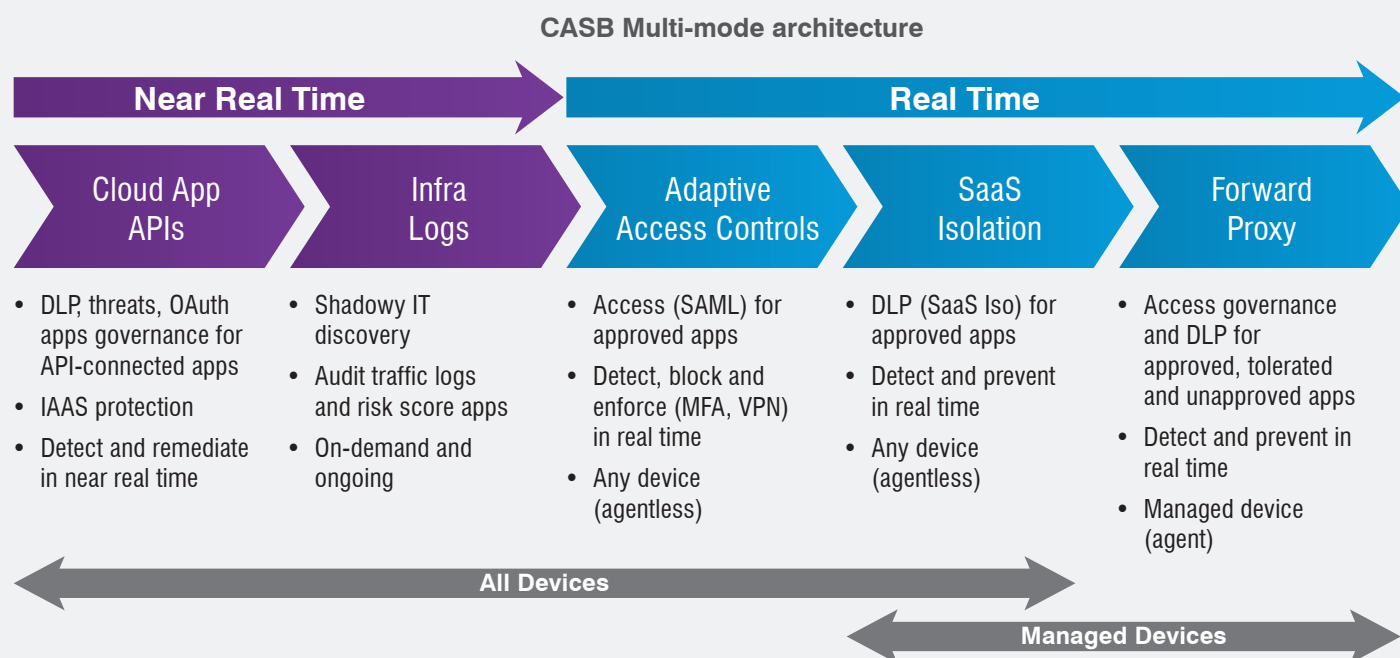 CASB Multi-mode architecture
Near Real Time
Real Time
Cloud App
APIs
Infra
Logs
Adaptive
Access Controls
SaaS
Isolation
Forward
Proxy
• DLP, threats, OAuth
apps governance for
API-connected apps
• IAAS protection
• Detect and remediate
in near real time
• Shadowy IT
discovery
• Audit traffic logs
and risk score apps
• On-demand and
ongoing
• Access (SAML) for
approved apps
• Detect, block and
enforce (MFA, VPN)
in real time
• Any device
(agentless)
• DLP (SaaS Iso) for
approved apps
• Detect and prevent
in real time
• Any device
(agentless)
• Access governance
and DLP for
approved, tolerated
and unapproved apps
• Detect and prevent in
real time
• Managed device
(agent)
All Devices
Managed Devices